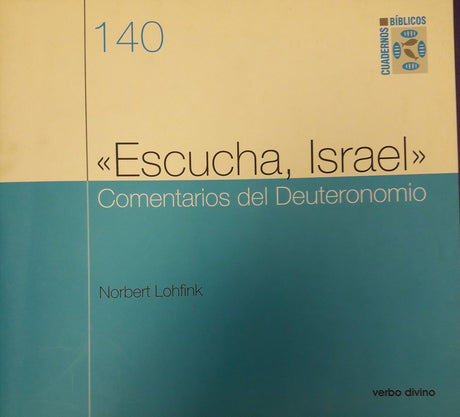 140
CUADERNOS
BÍBLICOS
«Escucha, Israel»
Comentarios del Deuteronomio
Norbert Lohfink
verbo divino